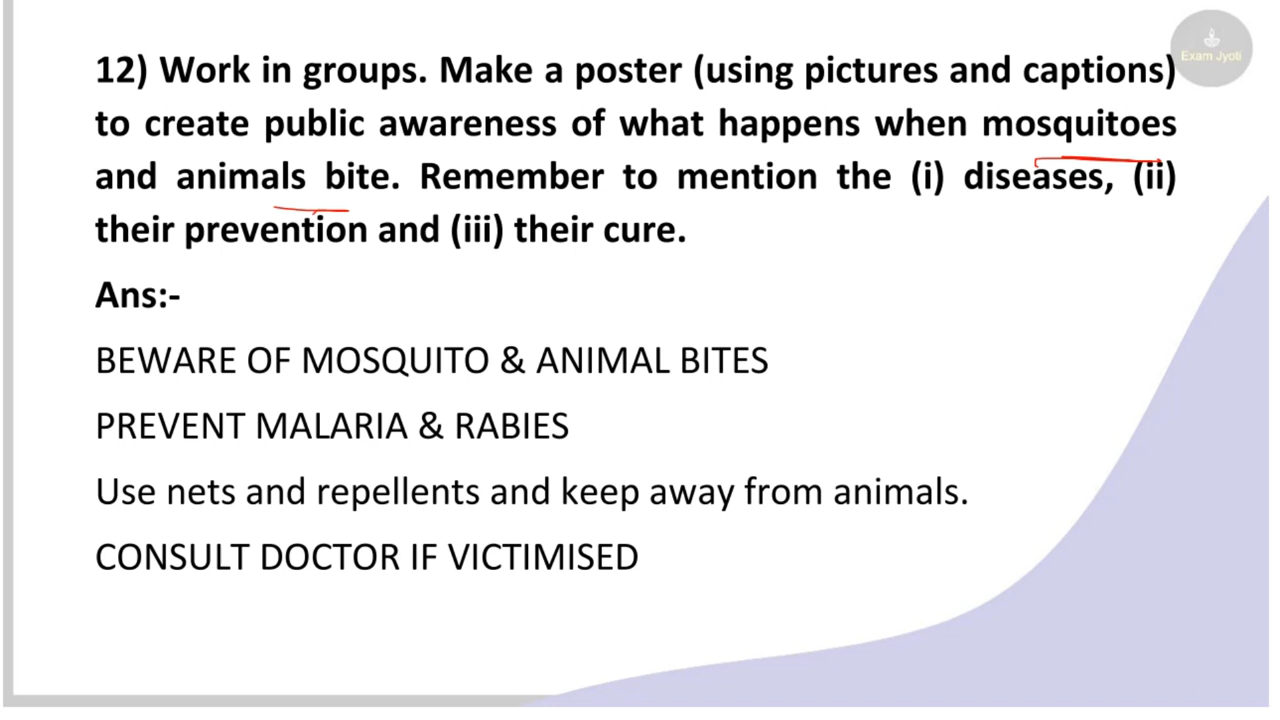 Exam Jyoti
12) Work in groups. Make a poster (using pictures and captions)
to create public awareness of what happens when mosquitoes
and animals bite. Remember to mention the (i) diseases, (ii)
their prevention and (iii) their cure.
Ans:-
BEWARE OF MOSQUITO & ANIMAL BITES
PREVENT MALARIA & RABIES
Use nets and repellents and keep away from animals.
CONSULT DOCTOR IF VICTIMISED